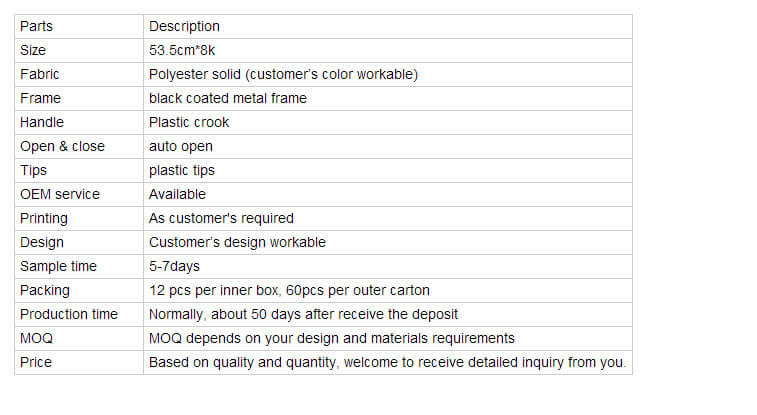 Parts Description
Size 53.5cm*8k
Fabric Polyester solid (customer's color workable)
Frame black coated metal frame
Handle Plastic crook
Open & close auto open
Tips plastic tips
OEM service Available
Printing As customer's required
Design Customer's design workable
Sample time 5-7days
Packing 12 pcs per inner box, 60pcs per outer carton
Production time Normally, about 50 days after receive the deposit
MOQ MOQ depends on your design and materials requirements
Price Based on quality and quantity, welcome to receive detailed inquiry from you.